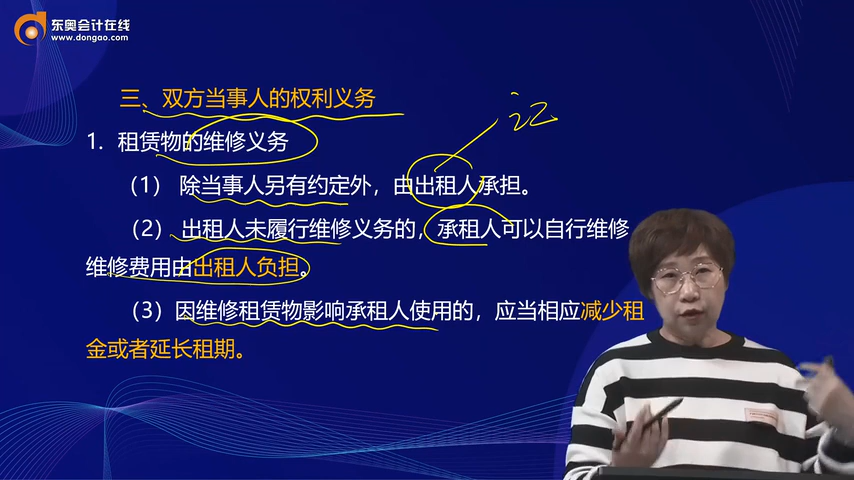 东奥会计在线
www.dongao.com
三、双方当事人的权利义务
1. 租赁物的维修义务
（1） 除当事人另有约定外，由出租人承担。
（2）出租人未履行维修义务的，承租人可以自行维修
维修费用由出租人负担。
（3）因维修租赁物影响承租人使用的，应当相应减少租
金或者延长租期。